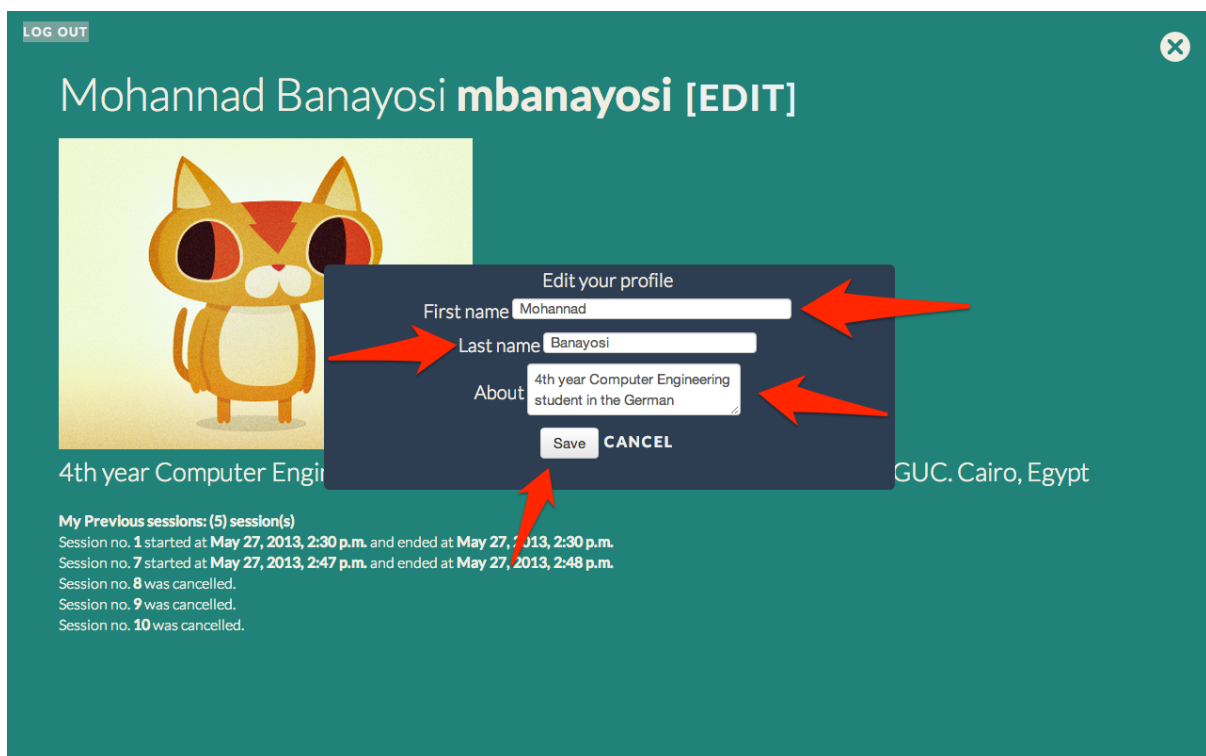 LOG OUT
Mohannad Banayosi mbanayosi [EDIT]
Edit your profile
First name Mohannad
Last name Banayosi
About 4th year Computer Engineering
student in the German
Save CANCEL
4th year Computer Engin
GUC. Cairo, Egypt
My Previous sessions: (5) session(s)
Session no. 1 started at May 27, 2013, 2:30 p.m. and ended at May 27, 2013, 2:30 p.m.
Session no. 7 started at May 27, 2013, 2:47 p.m. and ended at May 27, 2013, 2:48 p.m.
Session no. 8 was cancelled.
Session no. 9 was cancelled.
Session no. 10 was cancelled.